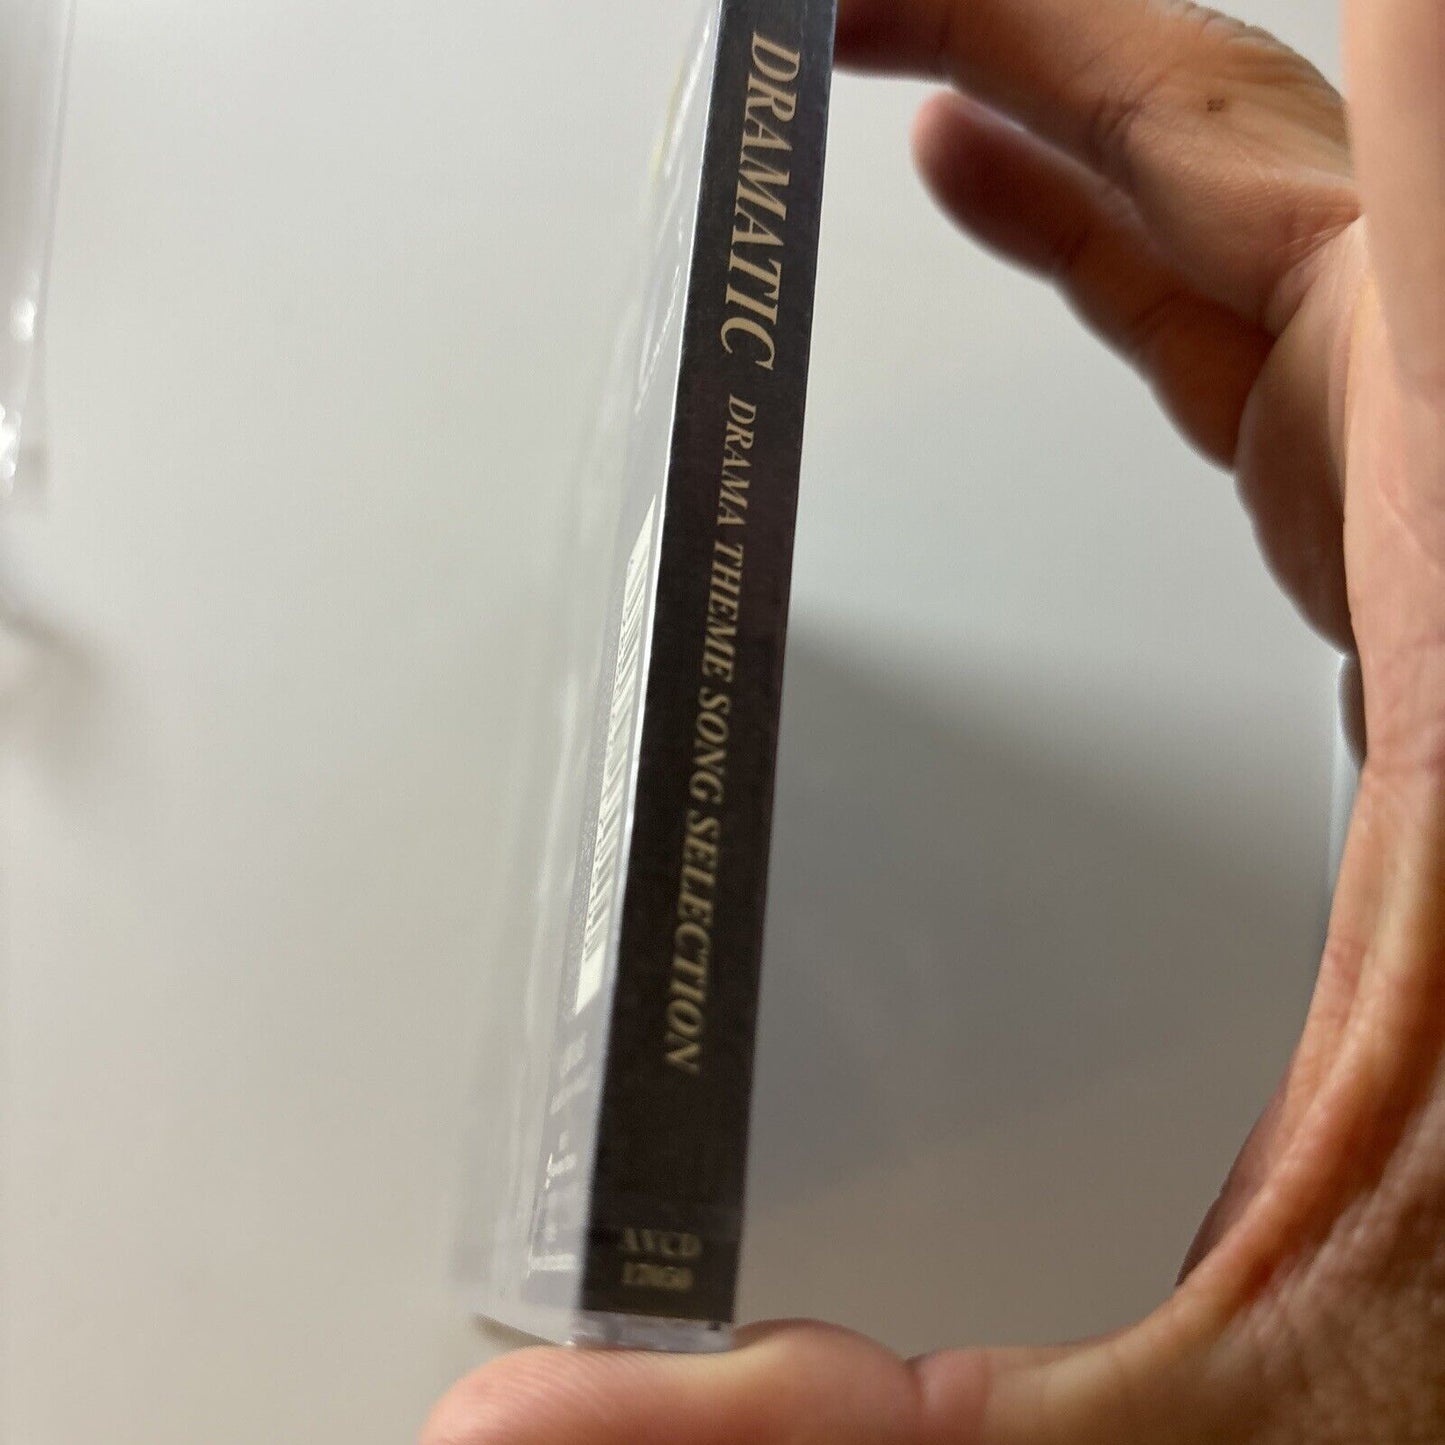 DRAMATIC DRAMA THEME SONG SELECTION
AVCD